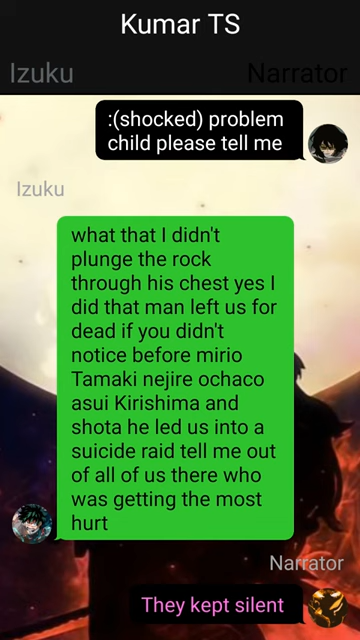 Kumar TS
Izuku Narrator
:(shocked) problem
child please tell me
Izuku
what that I didn't
plunge the rock
through his chest yes I
did that man left us for
dead if you didn't
notice before mirio
Tamaki nejire ochaco
asui Kirishima and
shota he led us into a
suicide raid tell me out
of all of us there who
was getting the most
hurt
Narrator
They kept silent